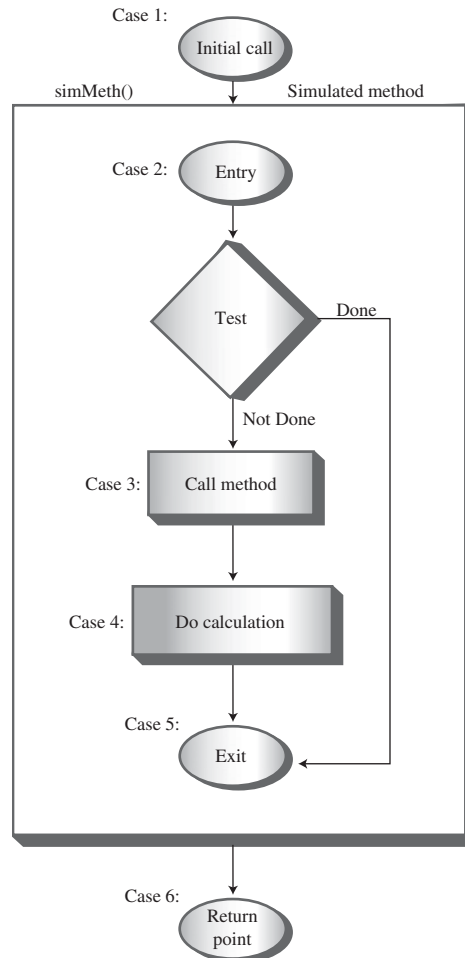 Case 1:
Initial call
simMeth()
Simulated method
Case 2:
Entry
Test
Done
Not Done
Case 3:
Call method
Case 4:
Do calculation
Case 5:
Exit
Case 6:
Return
point